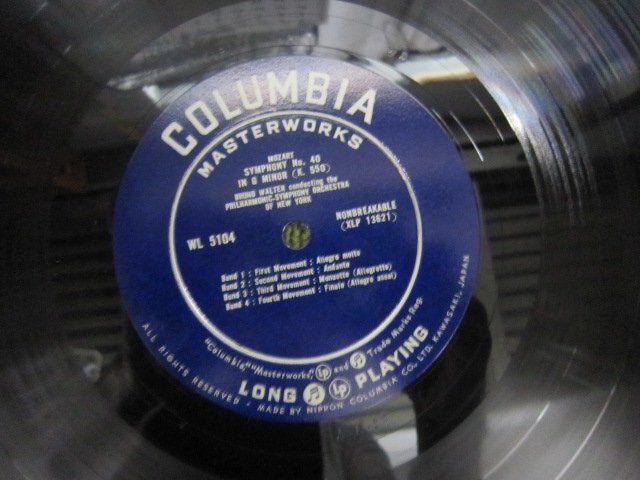 COLUMBIA
MASTERWORKS
MOZART
SYMPHONY No. 40
IN G MINOR (K. 550)
BRUNO WALTER conducting the
PHILHARMONIC-SYMPHONY ORCHESTRA
OF NEW YORK
WL 5104
NONBREAKABLE
(XLP 13621)
Band 1 : First Movement : Allegro molto
Band 2 : Second Movement : Andante
Band 3 : Third Movement : Menuetto (Allegretto)
Band 4 : Fourth Movement : Finale (Allegro assai)
"Columbia" "Masterworks," Lp and Trade Marks Reg.
LONG Lp PLAYING
ALL RIGHTS RESERVED · MADE BY NIPPON COLUMBIA CO., LTD. KAWASAKI, JAPAN